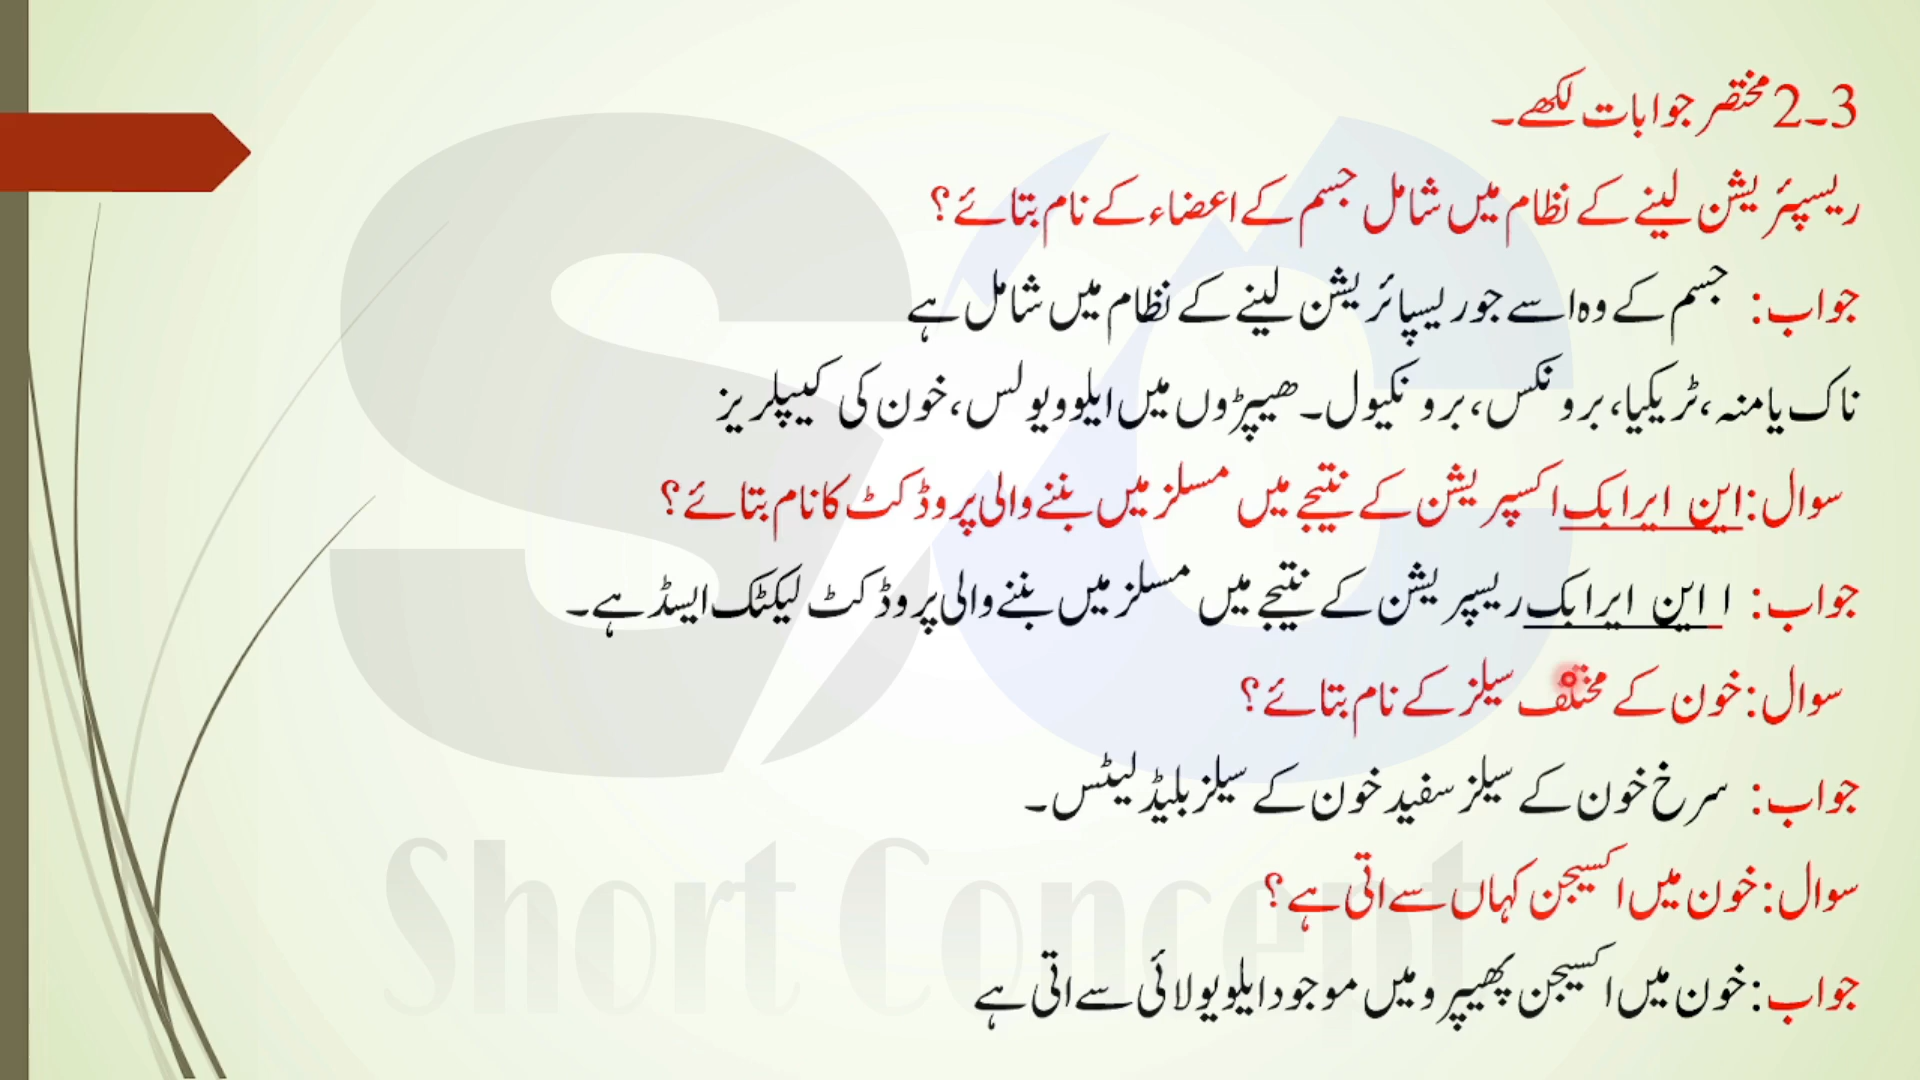 2۔3 مختصر جوابات لکھے۔
ریسپئریشن لینے کے نظام میں شامل جسم کے اعضاء کے نام بتائے؟
جواب: جسم کے وہ اسے جو ریسپائریشن لینے کے نظام میں شامل ہے
ناک یا منہ، ٹریکیا، برونکس، برونکیول۔ ھیپڑوں میں ایلوویولس، خون کی کیپلریز
سوال: این ایرابک اکسپریشن کے نتیجے میں مسلز میں بننے والی پروڈکٹ کا نام بتائے؟
جواب: ا این ایرابک ریسپریشن کے نتیجے میں مسلز میں بننے والی پروڈکٹ لیکٹک ایسڈ ہے۔
سوال: خون کے مختلف سیلز کے نام بتائے؟
جواب: سرخ خون کے سیلز سفید خون کے سیلز بلیڈ لیٹس۔
سوال: خون میں اکسیجن کہاں سے اتی ہے؟
جواب: خون میں اکسیجن پھیپر و میں موجود ایلویولائی سے اتی ہے
Short Concept